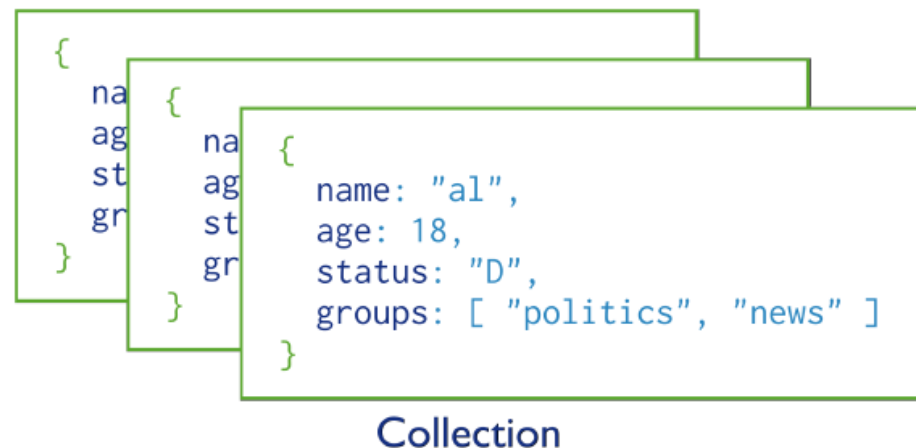 {
na
ag
st
gr
}
{
na
ag
st
gr
}
{
name: "al",
age: 18,
status: "D",
groups: [ "politics", "news" ]
}
Collection